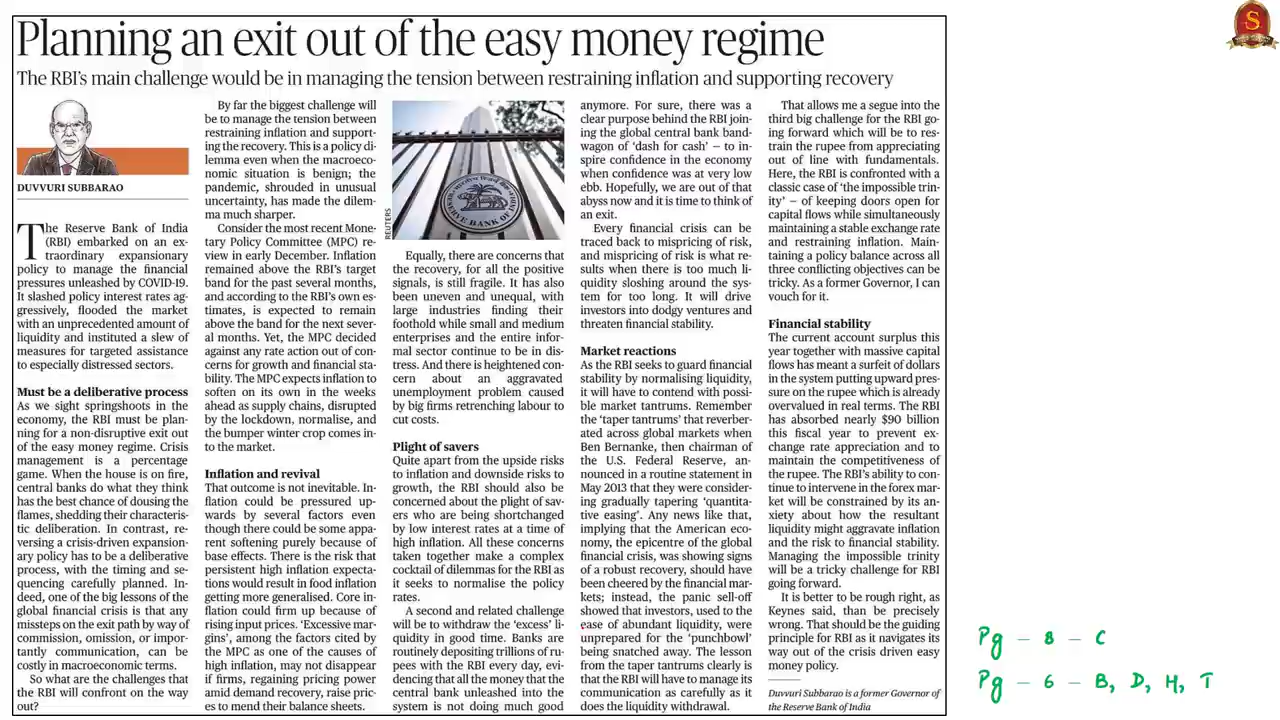 Planning an exit out of the easy money regime
The RBI's main challenge would be in managing the tension between restraining inflation and supporting recovery
DUVVURI SUBBARAO
The Reserve Bank of India
(RBI) embarked on an ex-
traordinary expansionary
policy to manage the financial
pressures unleashed by COVID-19.
It slashed policy interest rates ag-
gressively, flooded the market
with an unprecedented amount of
liquidity and instituted a slew of
measures for targeted assistance
to especially distressed sectors.
Must be a deliberative process
As we sight springshoots in the
economy, the RBI must be plan-
ning for a non-disruptive exit out
of the easy money regime. Crisis
management is a percentage
game. When the house is on fire,
central banks do what they think
has the best chance of dousing the
flames, shedding their characteris-
tic deliberation. In contrast, re-
versing a crisis-driven expansion-
ary policy has to be a deliberative
process, with the timing and se-
quencing carefully planned. In-
deed, one of the big lessons of the
global financial crisis is that any
missteps on the exit path by way of
commission, omission, or impor-
tantly communication, can be
costly in macroeconomic terms.
So what are the challenges that
the RBI will confront on the way
out?
By far the biggest challenge will
be to manage the tension between
restraining inflation and support-
ing the recovery. This is a policy di-
lemma even when the macroeco-
nomic situation is benign; the
pandemic, shrouded in unusual
uncertainty, has made the dilem-
ma much sharper.
Consider the most recent Mone-
tary Policy Committee (MPC) re-
view in early December. Inflation
remained above the RBI's target
band for the past several months,
and according to the RBI's own es-
timates, is expected to remain
above the band for the next sever-
al months. Yet, the MPC decided
against any rate action out of con-
cerns for growth and financial sta-
bility. The MPC expects inflation to
soften on its own in the weeks
ahead as supply chains, disrupted
by the lockdown, normalise, and
the bumper winter crop comes in-
to the market.
Inflation and revival
That outcome is not inevitable. In-
flation could be pressured up-
wards by several factors even
though there could be some appa-
rent softening purely because of
base effects. There is the risk that
persistent high inflation expecta-
tions would result in food inflation
getting more generalised. Core in-
flation could firm up because of
rising input prices. 'Excessive mar-
gins', among the factors cited by
the MPC as one of the causes of
high inflation, may not disappear
if firms, regaining pricing power
amid demand recovery, raise pric-
es to mend their balance sheets.
RESERVE BANK OF INDIA
REUTERS
Equally, there are concerns that
the recovery, for all the positive
signals, is still fragile. It has also
been uneven and unequal, with
large industries finding their
foothold while small and medium
enterprises and the entire infor-
mal sector continue to be in dis-
tress. And there is heightened con-
cern about an aggravated
unemployment problem caused
by big firms retrenching labour to
cut costs.
Plight of savers
Quite apart from the upside risks
to inflation and downside risks to
growth, the RBI should also be
concerned about the plight of sav-
ers who are being shortchanged
by low interest rates at a time of
high inflation. All these concerns
taken together make a complex
cocktail of dilemmas for the RBI as
it seeks to normalise the policy
rates.
A second and related challenge
will be to withdraw the 'excess' li-
quidity in good time. Banks are
routinely depositing trillions of ru-
pees with the RBI every day, evi-
dencing that all the money that the
central bank unleashed into the
system is not doing much good
anymore. For sure, there was a
clear purpose behind the RBI join-
ing the global central bank band-
wagon of 'dash for cash' – to in-
spire confidence in the economy
when confidence was at very low
ebb. Hopefully, we are out of that
abyss now and it is time to think of
an exit.
Every financial crisis can be
traced back to mispricing of risk,
and mispricing of risk is what re-
sults when there is too much li-
quidity sloshing around the sys-
tem for too long. It will drive
investors into dodgy ventures and
threaten financial stability.
Market reactions
As the RBI seeks to guard financial
stability by normalising liquidity,
it will have to contend with possi-
ble market tantrums. Remember
the 'taper tantrums' that reverber-
ated across global markets when
Ben Bernanke, then chairman of
the U.S. Federal Reserve, an-
nounced in a routine statement in
May 2013 that they were consider-
ing gradually tapering 'quantita-
tive easing'. Any news like that,
implying that the American eco-
nomy, the epicentre of the global
financial crisis, was showing signs
of a robust recovery, should have
been cheered by the financial mar-
kets; instead, the panic sell-off
showed that investors, used to the
ease of abundant liquidity, were
unprepared for the 'punchbowl'
being snatched away. The lesson
from the taper tantrums clearly is
that the RBI will have to manage its
communication as carefully as it
does the liquidity withdrawal.
That allows me a segue into the
third big challenge for the RBI go-
ing forward which will be to res-
train the rupee from appreciating
out of line with fundamentals.
Here, the RBI is confronted with a
classic case of 'the impossible trin-
ity' – of keeping doors open for
capital flows while simultaneously
maintaining a stable exchange rate
and restraining inflation. Main-
taining a policy balance across all
three conflicting objectives can be
tricky. As a former Governor, I can
vouch for it.
Financial stability
The current account surplus this
year together with massive capital
flows has meant a surfeit of dollars
in the system putting upward pres-
sure on the rupee which is already
overvalued in real terms. The RBI
has absorbed nearly $90 billion
this fiscal year to prevent ex-
change rate appreciation and to
maintain the competitiveness of
the rupee. The RBI's ability to con-
tinue to intervene in the forex mar-
ket will be constrained by its an-
xiety about how the resultant
liquidity might aggravate inflation
and the risk to financial stability.
Managing the impossible trinity
will be a tricky challenge for RBI
going forward.
It is better to be rough right, as
Keynes said, than be precisely
wrong. That should be the guiding
principle for RBI as it navigates its
way out of the crisis driven easy
money policy.
Duvvuri Subbarao is a former Governor of
the Reserve Bank of India
S
Pg - 8 - C
Pg - 6 - B, D, H, T